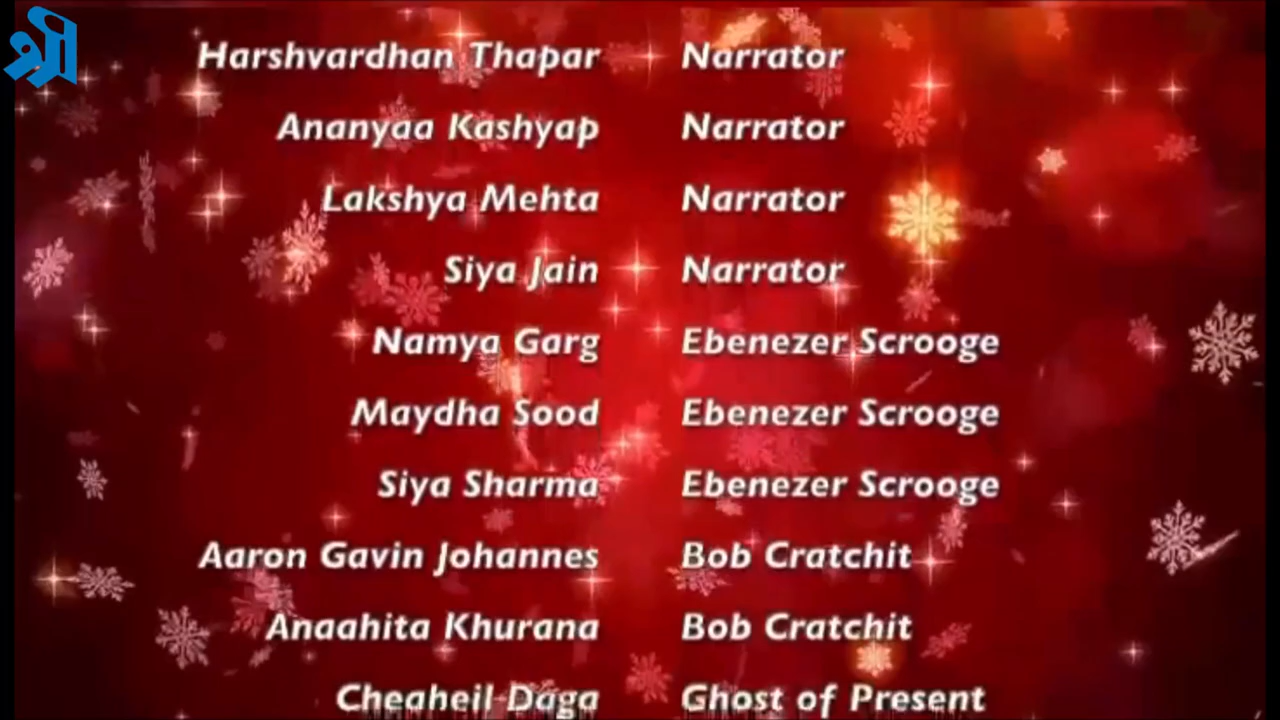 श्री
Harshvardhan Thapar Narrator
Ananyaa Kashyap Narrator
Lakshya Mehta Narrator
Siya Jain Narrator
Namya Garg Ebenezer Scrooge
Maydha Sood Ebenezer Scrooge
Siya Sharma Ebenezer Scrooge
Aaron Gavin Johannes Bob Cratchit
Anaahita Khurana Bob Cratchit
Cheaheil Daga Ghost of Present